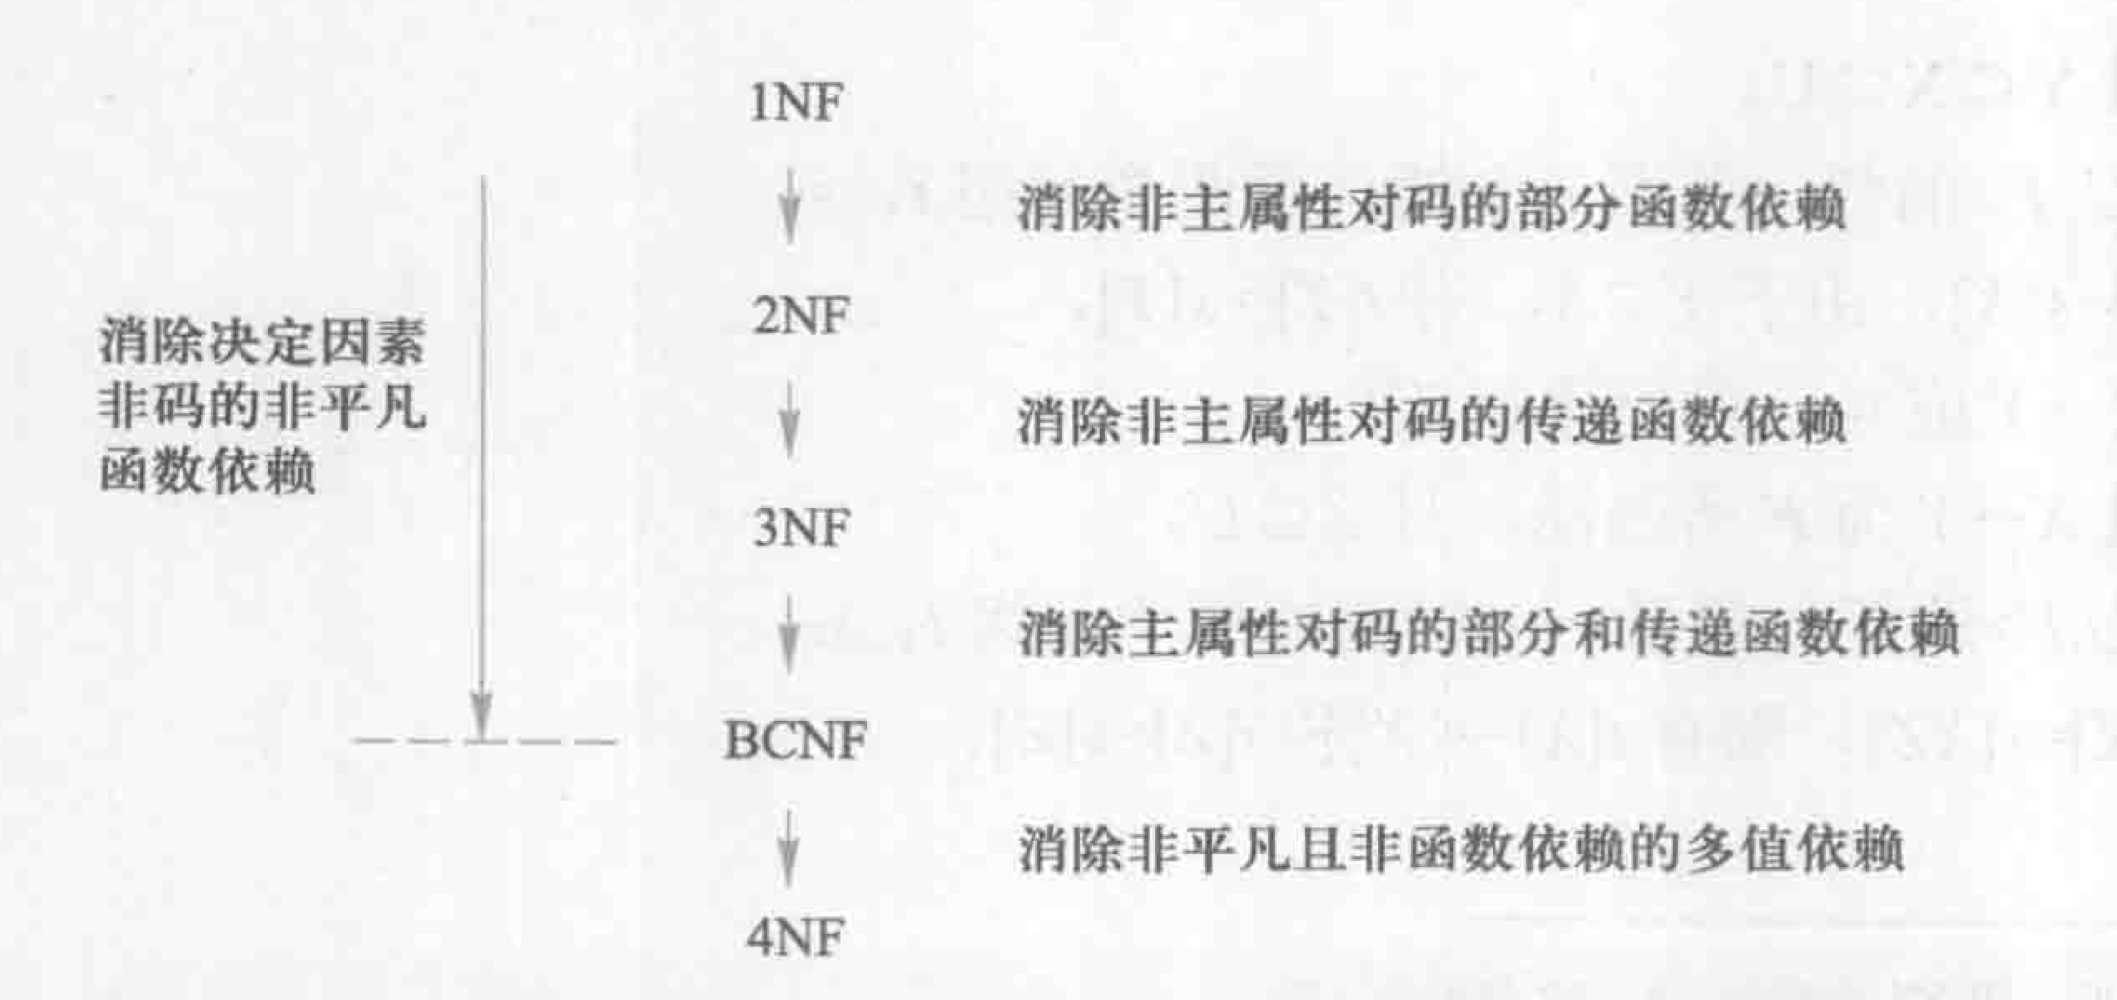 1NF
消除非主属性对码的部分函数依赖
2NF
消除决定因素
非码的非平凡
函数依赖
消除非主属性对码的传递函数依赖
3NF
消除主属性对码的部分和传递函数依赖
BCNF
消除非平凡且非函数依赖的多值依赖
4NF